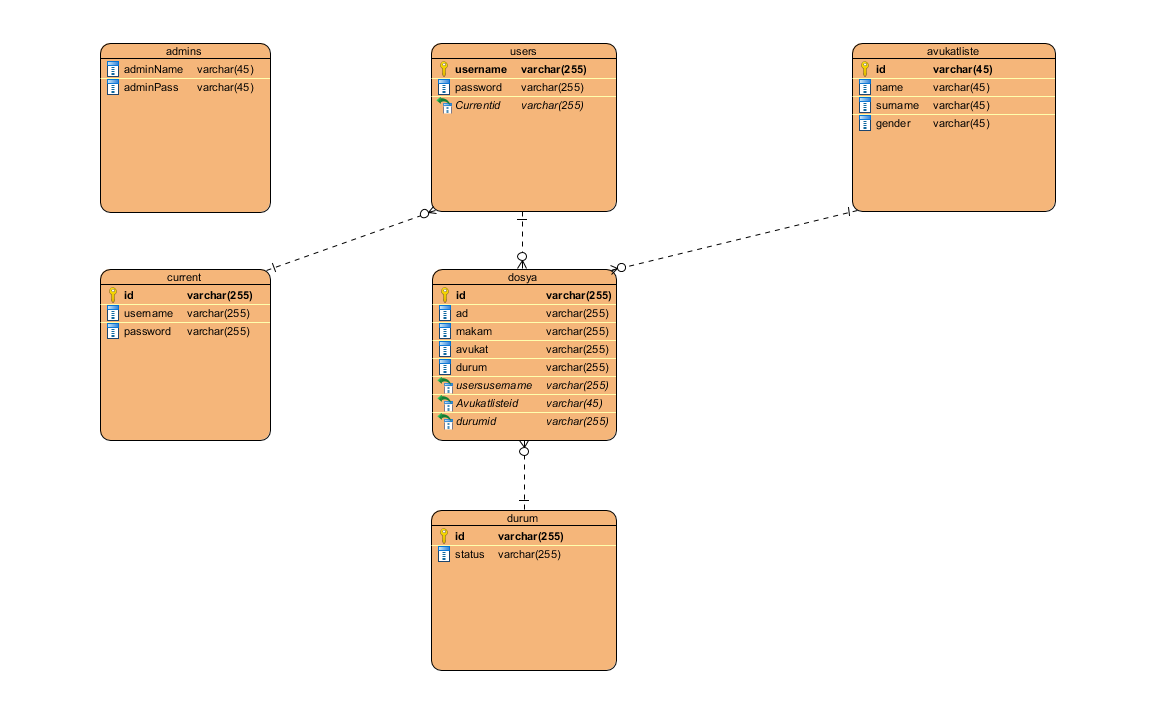 admins
adminName varchar(45)
adminPass varchar(45)
users
username varchar(255)
password varchar(255)
Currentid varchar(255)
avukatliste
id varchar(45)
name varchar(45)
surname varchar(45)
gender varchar(45)
current
id varchar(255)
username varchar(255)
password varchar(255)
dosya
id varchar(255)
ad varchar(255)
makam varchar(255)
avukat varchar(255)
durum varchar(255)
usersusername varchar(255)
Avukatlisteid varchar(45)
durumid varchar(255)
durum
id varchar(255)
status varchar(255)